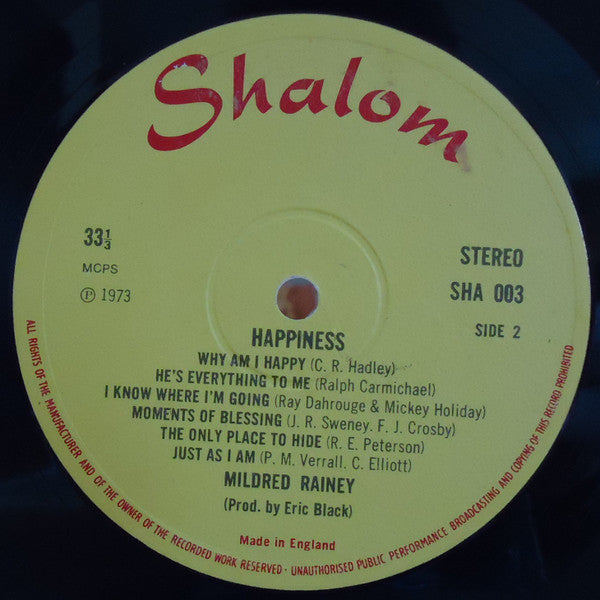 Shalom
33⅓
MCPS
Ⓟ 1973
STEREO
SHA 003
SIDE 2
HAPPINESS
WHY AM I HAPPY (C. R. Hadley)
HE'S EVERYTHING TO ME (Ralph Carmichael)
I KNOW WHERE I'M GOING (Ray Dahrouge & Mickey Holiday)
MOMENTS OF BLESSING (J. R. Sweney. F. J. Crosby)
THE ONLY PLACE TO HIDE (R. E. Peterson)
JUST AS I AM (P. M. Verrall. C. Elliott)
MILDRED RAINEY
(Prod. by Eric Black)
Made in England
ALL RIGHTS OF THE MANUFACTURER AND OF THE OWNER OF THE RECORDED WORK RESERVED · UNAUTHORISED PUBLIC PERFORMANCE BROADCASTING AND COPYING OF THIS RECORD PROHIBITED